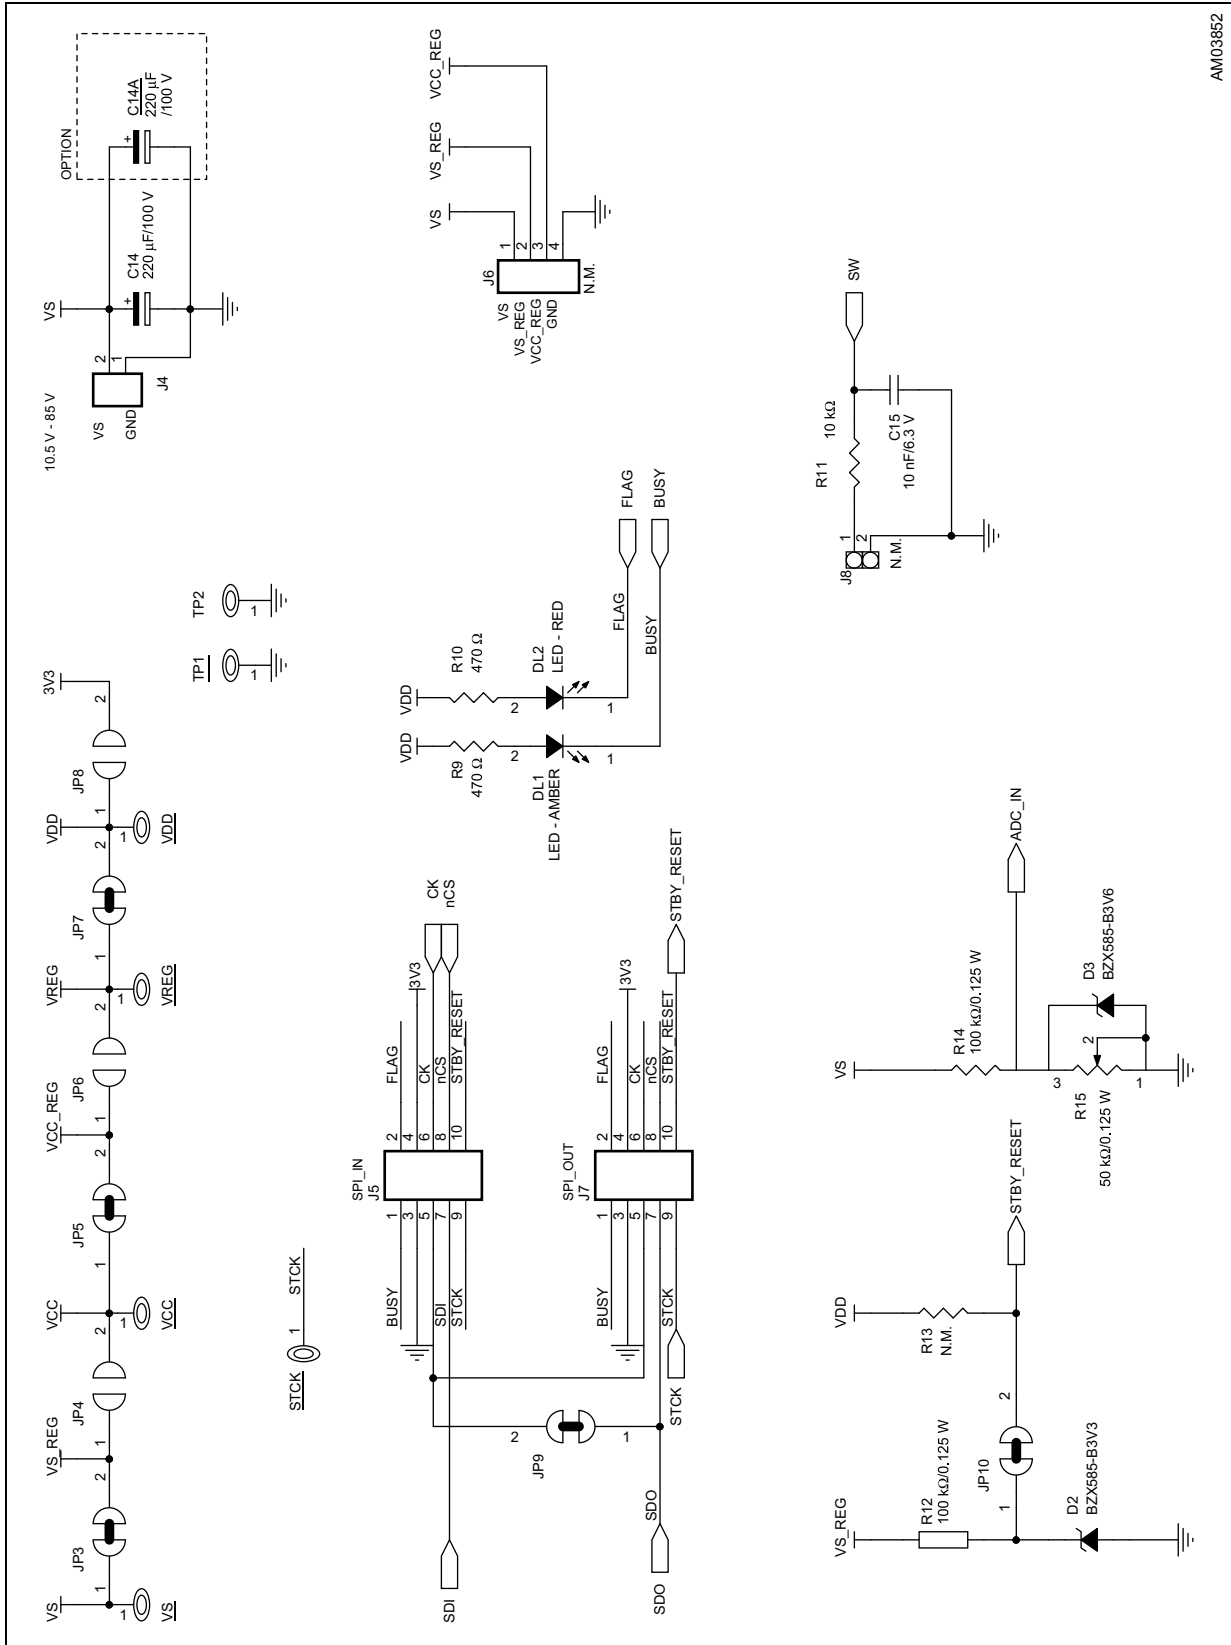 VS
1
VS
JP3
1
2
VS_REG
JP4
1
2
VCC
1
VCC
JP5
1
2
VCC_REG
JP6
1
2
VREG
1
VREG
JP7
1
2
VDD
1
VDD
JP8
1
2
3V3
STCK
1
STCK
TP1
1
TP2
1
10.5 V - 85 V
VS
GND
2
1
J4
VS
C14
220 µF/100 V
+
OPTION
C14A
220 µF
/100 V
+
SPI_IN
J5
BUSY
SDI
STCK
1
3
5
7
9
2
4
6
8
10
FLAG
3V3
CK
nCS
STBY_RESET
CK
nCS
SDI
JP9
2
1
SDO
SDO
SPI_OUT
J7
BUSY
STCK
STCK
1
3
5
7
9
2
4
6
8
10
FLAG
3V3
CK
nCS
STBY_RESET
STBY_RESET
VDD
R9
470 Ω
2
DL1
LED - AMBER
1
VDD
R10
470 Ω
2
DL2
LED - RED
1
FLAG
BUSY
FLAG
BUSY
J6
VS
VS_REG
VCC_REG
GND
1
2
3
4
N.M.
VS
VS_REG
VCC_REG
VS_REG
R12
100 kΩ/0.125 W
JP10
1
2
D2
BZX585-B3V3
VDD
R13
N.M.
STBY_RESET
VS
R14
100 kΩ/0.125 W
ADC_IN
3
2
1
R15
50 kΩ/0.125 W
D3
BZX585-B3V6
J8
1
2
N.M.
R11
10 kΩ
C15
10 nF/6.3 V
SW
AM03852